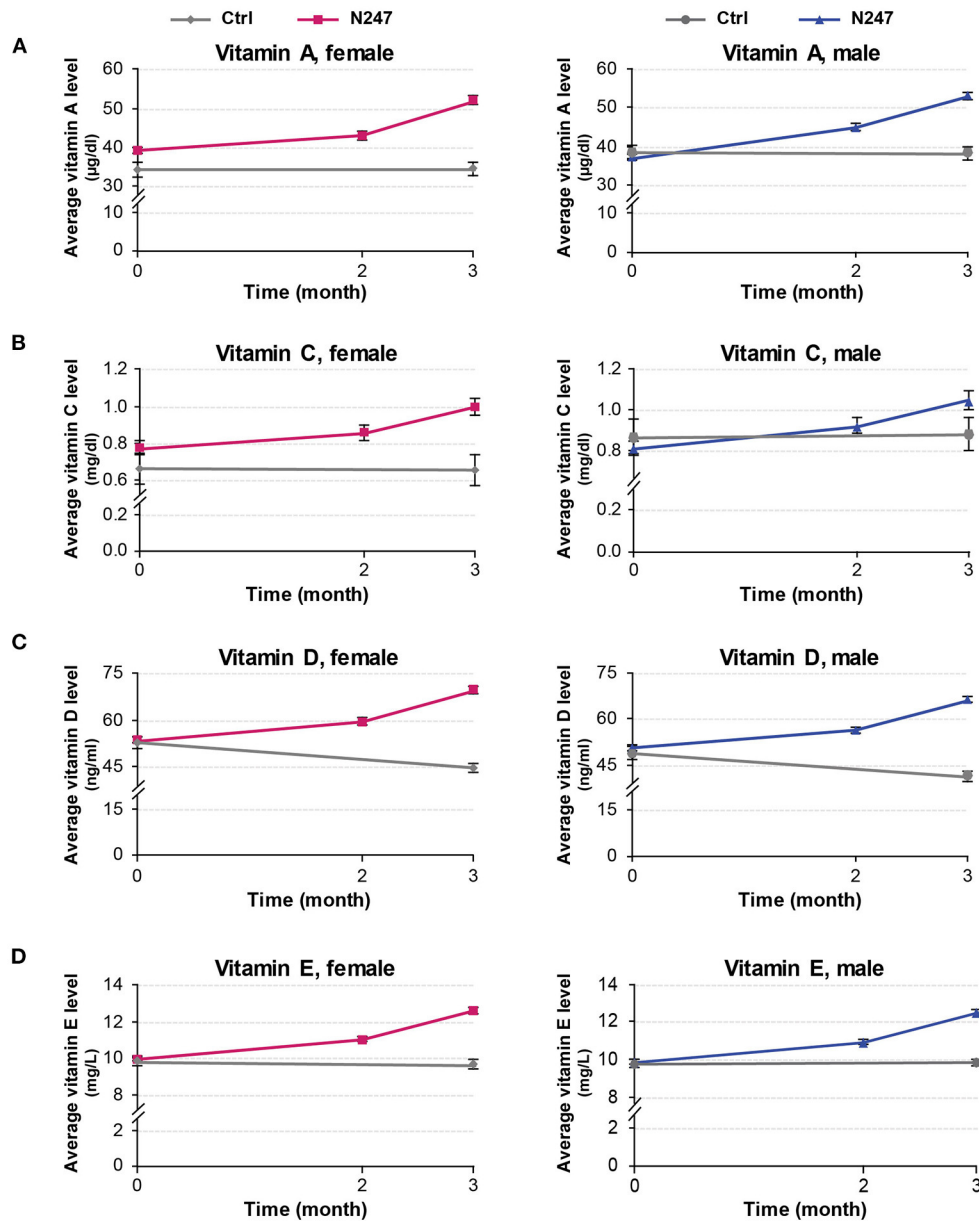 Ctrl N247 Ctrl N247
A
Vitamin A, female
Average vitamin A level
(µg/dl)
60
50
40
30
10
0
0 2 3
Time (month)
Vitamin A, male
Average vitamin A level
(µg/dl)
60
50
40
30
10
0
0 2 3
Time (month)
B
Vitamin C, female
Average vitamin C level
(mg/dl)
1.2
1.0
0.8
0.6
0.2
0.0
0 2 3
Time (month)
Vitamin C, male
Average vitamin C level
(mg/dl)
1.2
1.0
0.8
0.2
0.0
0 2 3
Time (month)
C
Vitamin D, female
Average vitamin D level
(ng/ml)
75
60
45
15
0
0 2 3
Time (month)
Vitamin D, male
Average vitamin D level
(ng/ml)
75
60
45
15
0
0 2 3
Time (month)
D
Vitamin E, female
Average vitamin E level
(mg/L)
14
12
10
8
2
0
0 2 3
Time (month)
Vitamin E, male
Average vitamin E level
(mg/L)
14
12
10
8
2
0
0 2 3
Time (month)